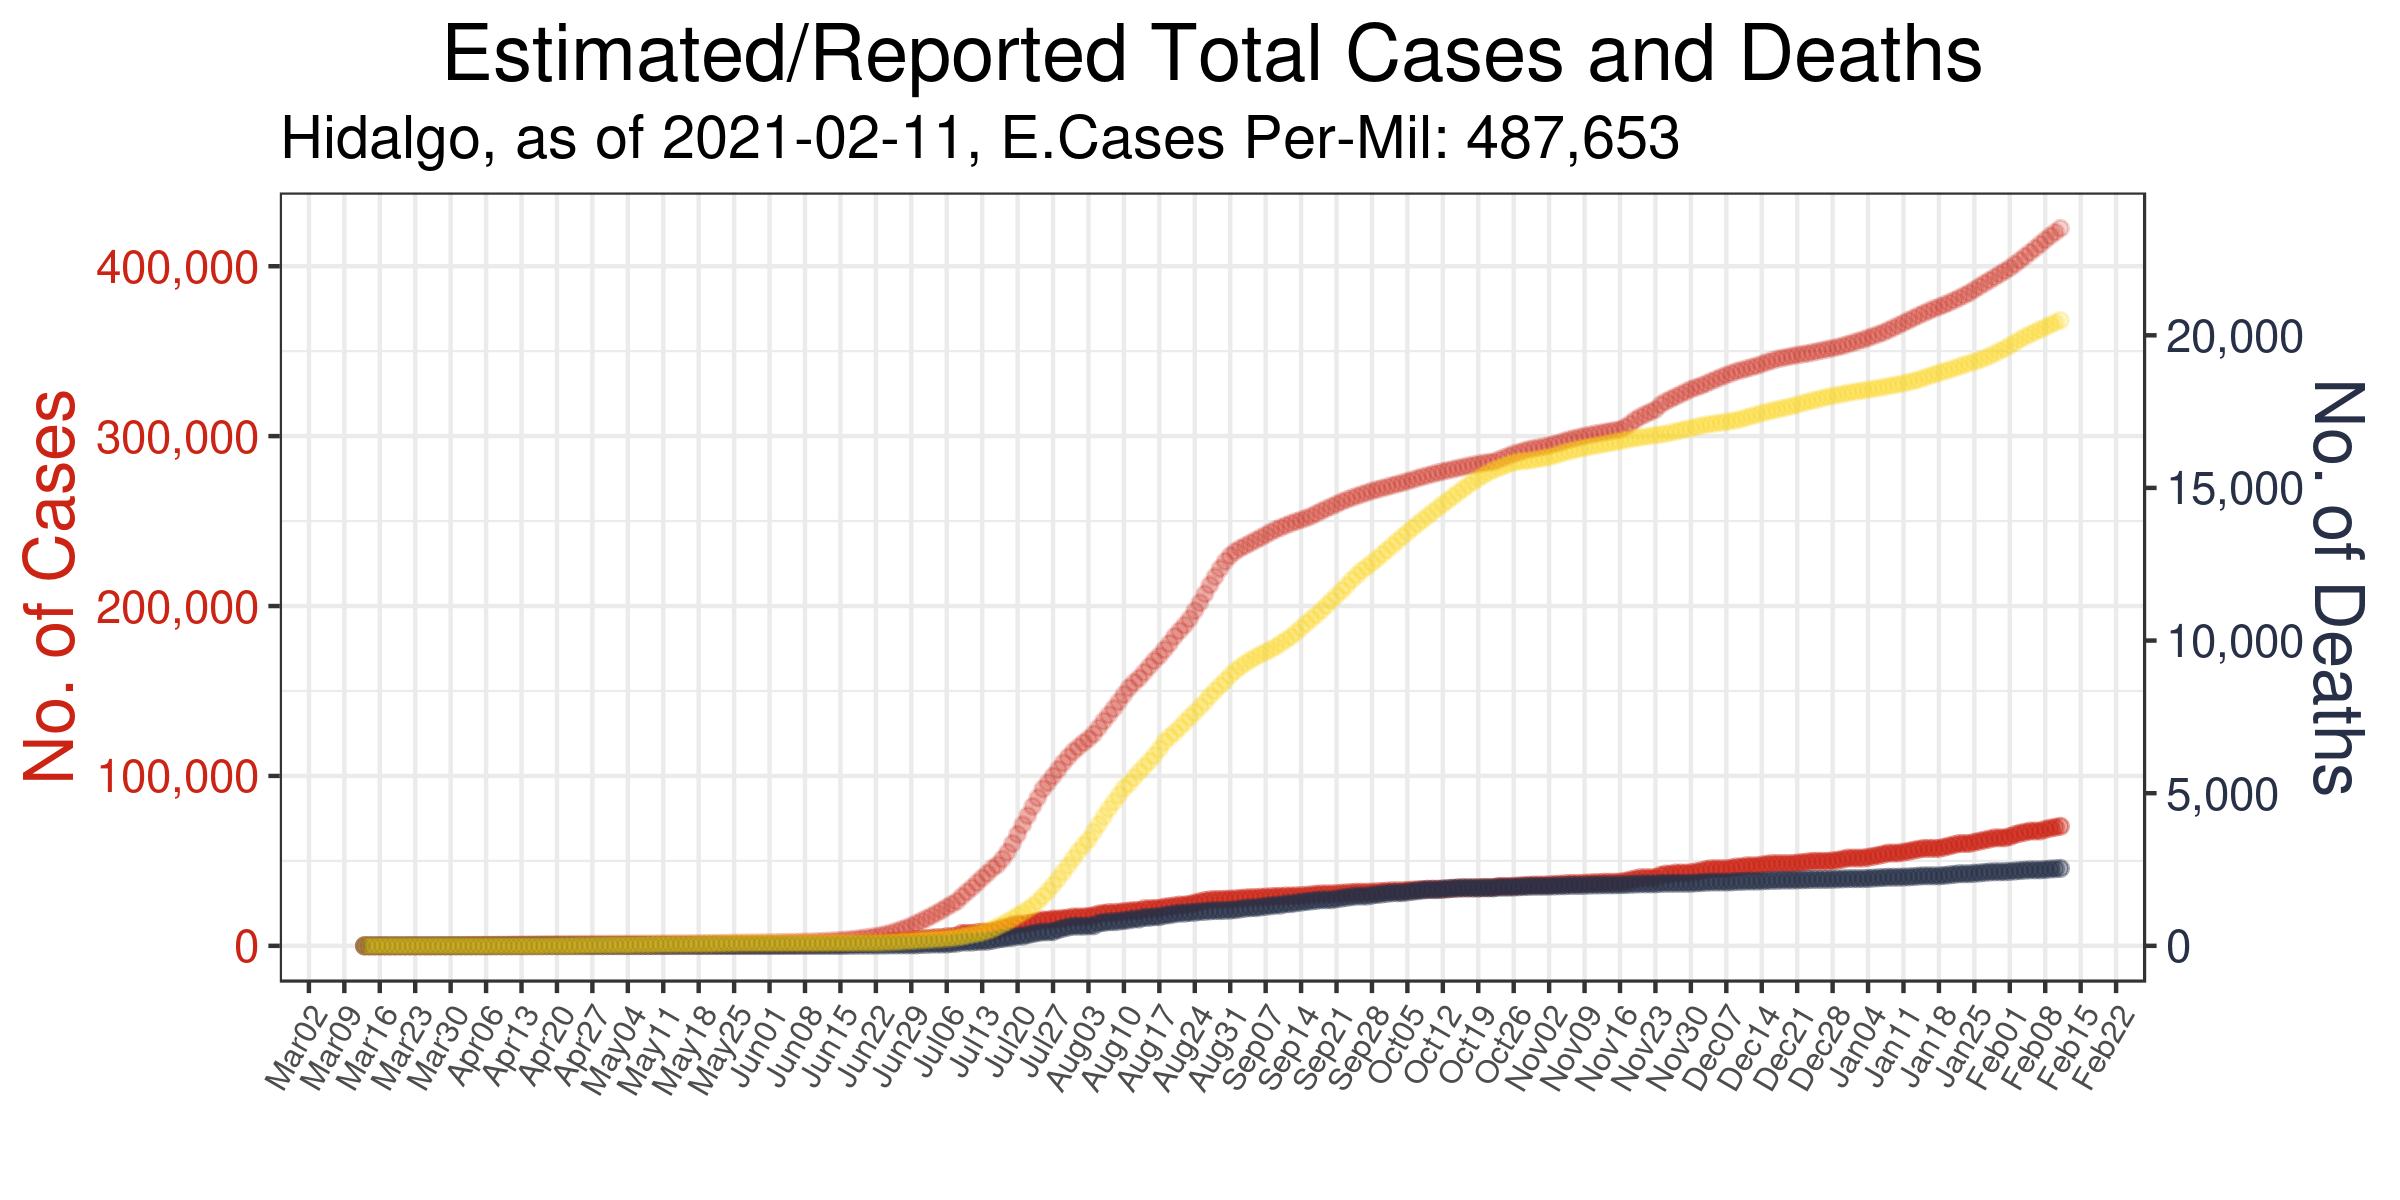 Estimated/Reported Total Cases and Deaths
Hidalgo, as of 2021-02-11, E.Cases Per-Mil: 487,653
No. of Cases
400,000
300,000
200,000
100,000
0
20,000
15,000
10,000
5,000
0
No. of Deaths
Mar02 Mar09 Mar16 Mar23 Mar30 Apr06 Apr13 Apr20 Apr27 May04 May11 May18 May25 Jun01 Jun08 Jun15 Jun22 Jun29 Jul06 Jul13 Jul20 Jul27 Aug03 Aug10 Aug17 Aug24 Aug31 Sep07 Sep14 Sep21 Sep28 Oct05 Oct12 Oct19 Oct26 Nov02 Nov09 Nov16 Nov23 Nov30 Dec07 Dec14 Dec21 Dec28 Jan04 Jan11 Jan18 Jan25 Feb01 Feb08 Feb15 Feb22